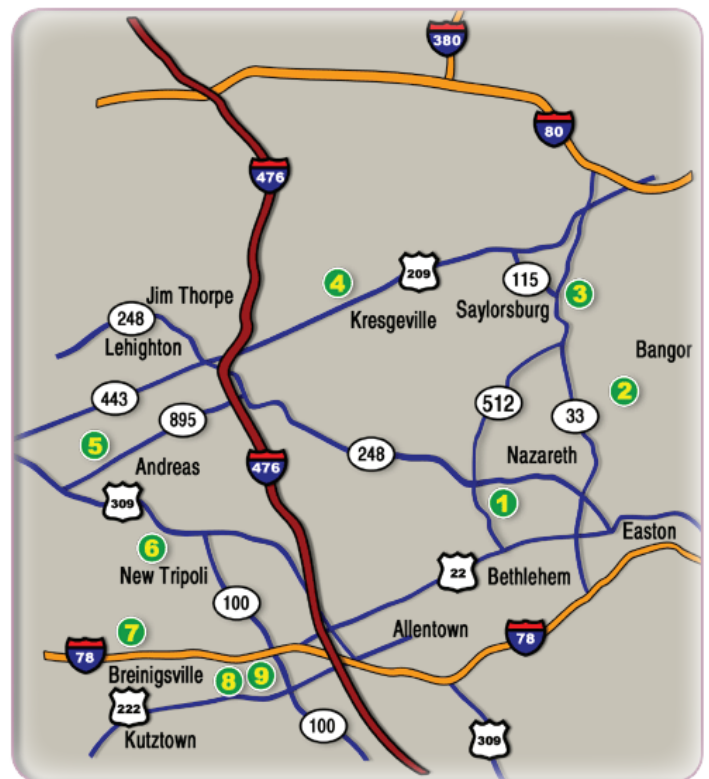 380
80
476
209
4
115
3
Jim Thorpe
Saylorsburg
248
Kresgeville
Lehighton
Bangor
2
443
512
33
895
5
248
Nazareth
Andreas
476
309
1
Easton
6
22
New Tripoli
Bethlehem
100
7
Allentown
78
78
Breinigsville
8
9
222
100
Kutztown
309